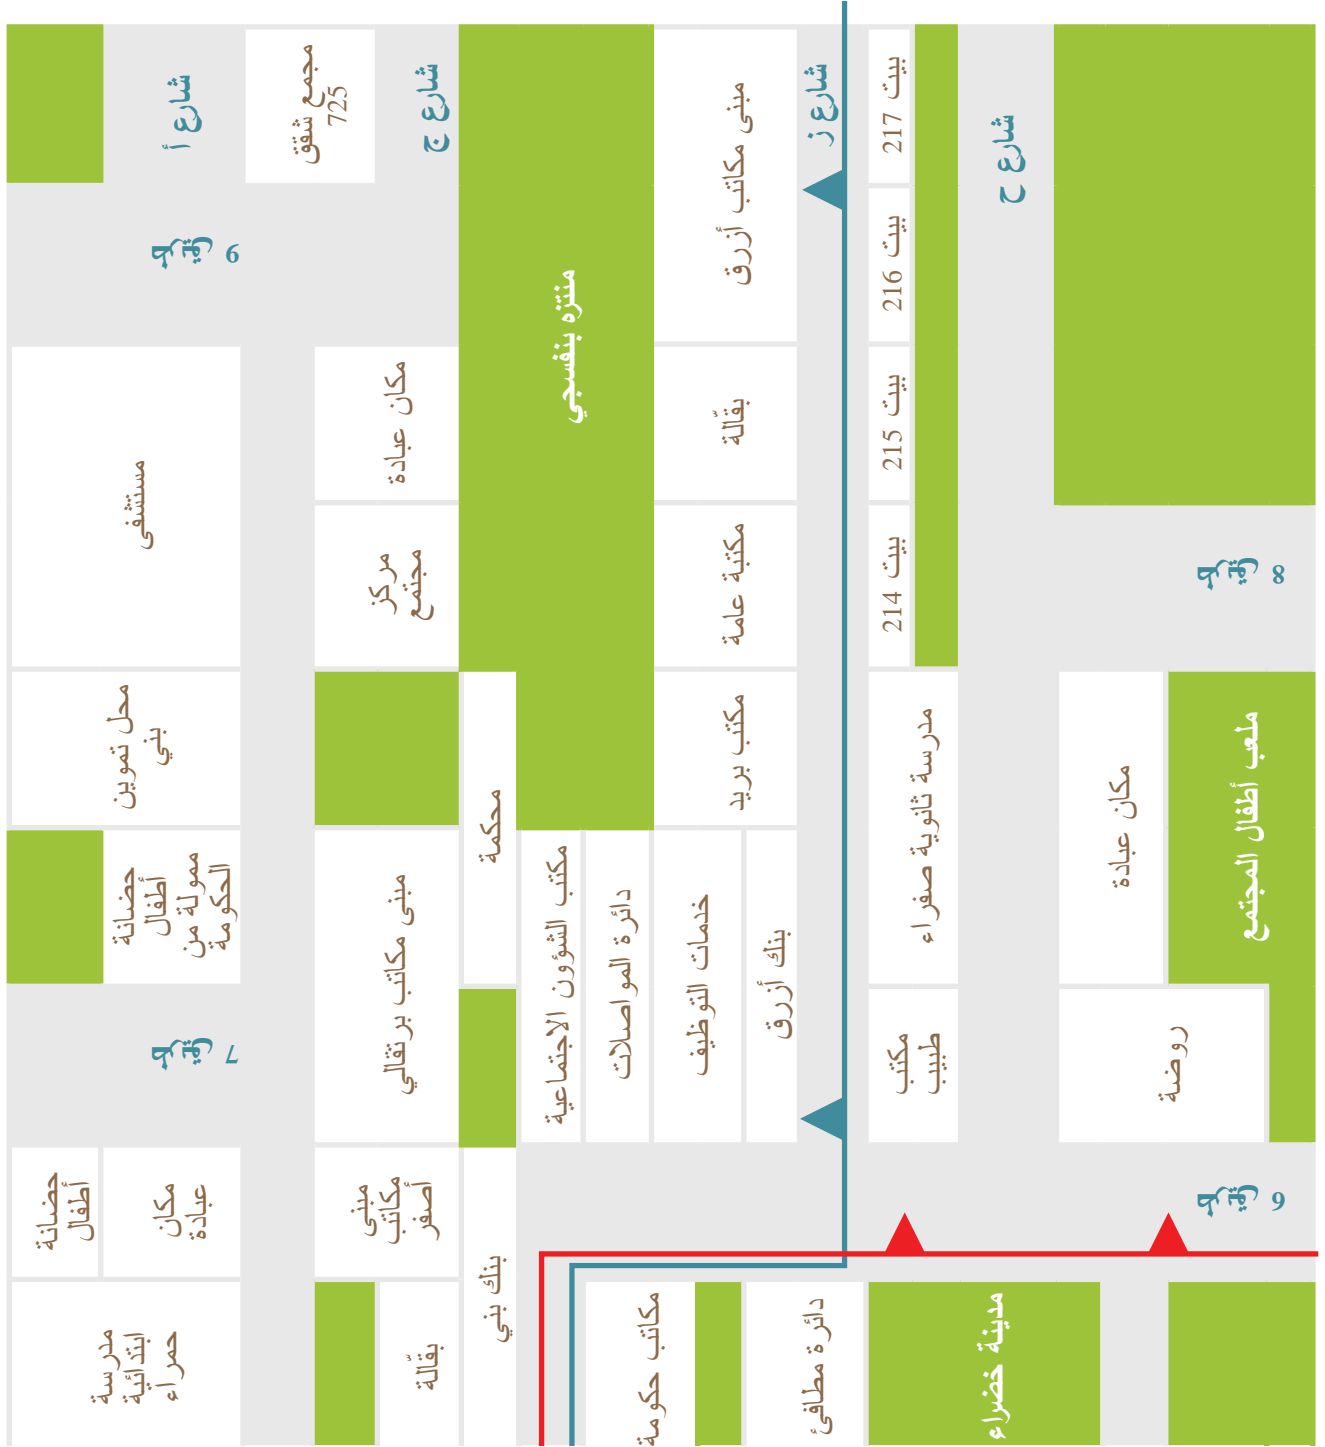 شارع أ
مجمع شقق
725
شارع ج
منتزه بنفسجي
مبنى مكاتب أزرق
شارع ز
بيت 217
شارع ح
بيت 216
طريق 6
مستشفى
مكان عبادة
بقالّة
بيت 215
مركز
مجتمع
مكتبة عامة
بيت 214
طريق 8
محل تموين
بني
محكمة
مكتب بريد
مدرسة ثانوية صفراء
مكان عبادة
ملعب أطفال المجتمع
حضانة
أطفال
ممولة من
الحكومة
مبنى مكاتب برتقالي
مكتب الشؤون الاجتماعية
دائرة المواصلات
خدمات التوظيف
بنك أزرق
مكتب
طبيب
روضة
طريق 7
حضانة
أطفال
مكان
عبادة
مبنى
مكاتب
أصفر
بنك بني
طريق 9
مدرسة
ابتدائية
حمراء
بقالّة
مكاتب حكومة
دائرة مطافئ
مدينة خضراء